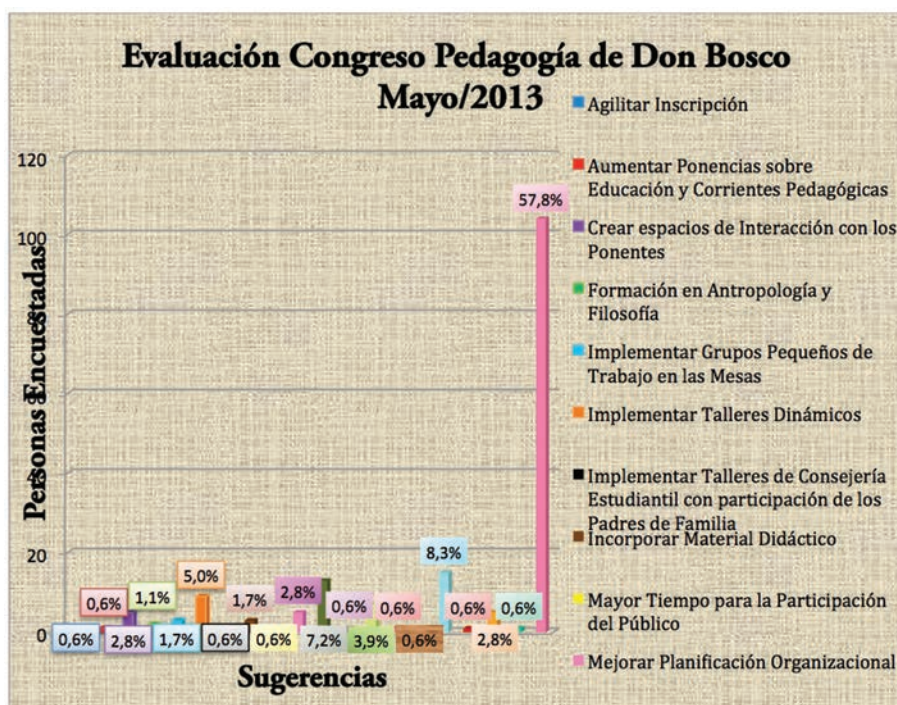 Evaluación Congreso Pedagogía de Don Bosco
Mayo/2013
Agilitar Inscripción
Aumentar Ponencias sobre
Educación y Corrientes Pedagógicas
Crear espacios de Interacción con los
Ponentes
Formación en Antropología y
Filosofía
Implementar Grupos Pequeños de
Trabajo en las Mesas
Implementar Talleres Dinámicos
Implementar Talleres de Consejería
Estudiantil con participación de los
Padres de Familia
Incorporar Material Didáctico
Mayor Tiempo para la Participación
del Público
Mejorar Planificación Organizacional
Personas Encuestadas
120
100
80
60
40
20
0
57,8%
8,3%
5,0%
0,6%
1,1%
1,7%
2,8%
0,6%
0,6%
0,6%
0,6%
0,6%
2,8%
1,7%
0,6%
0,6%
7,2%
3,9%
0,6%
2,8%
Sugerencias